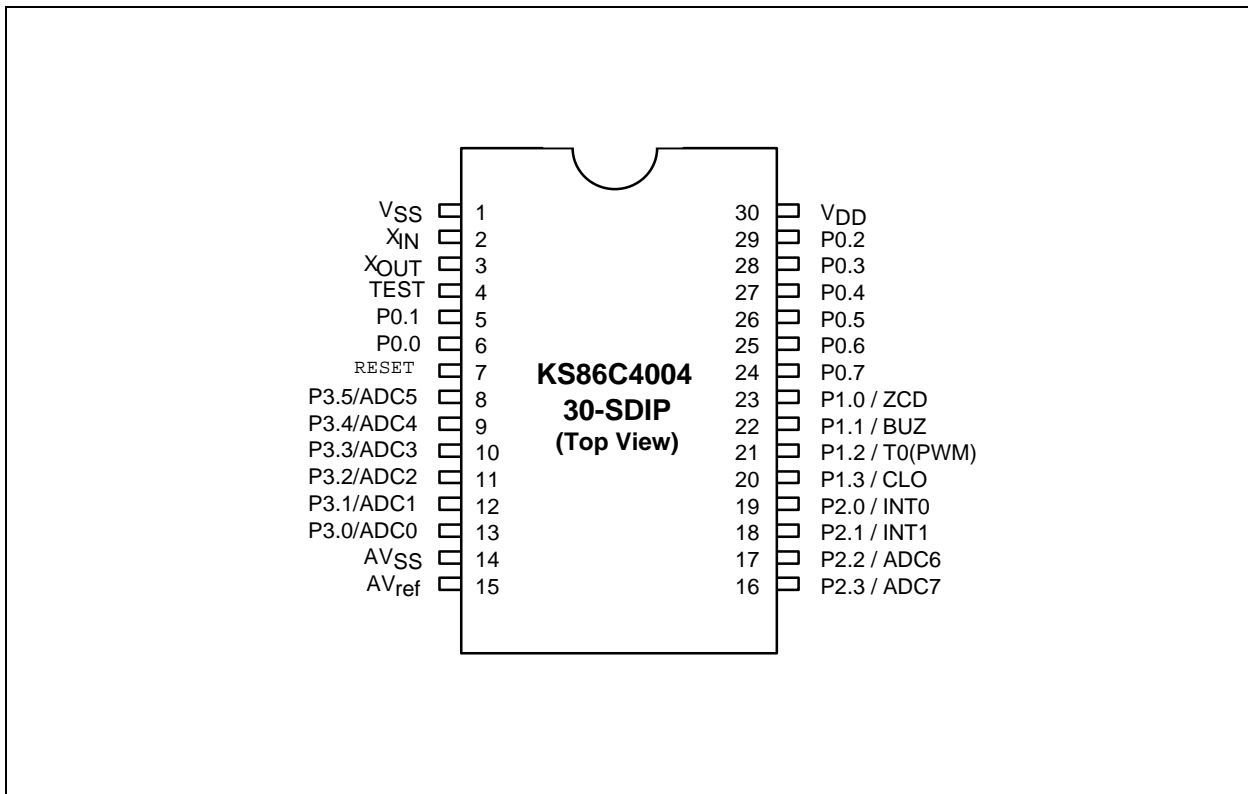 VSS 1 30 VDD
XIN 2 29 P0.2
XOUT 3 28 P0.3
TEST 4 27 P0.4
P0.1 5 26 P0.5
P0.0 6 25 P0.6
RESET 7 24 P0.7
KS86C4004
30-SDIP
(Top View)
P3.5/ADC5 8 23 P1.0 / ZCD
P3.4/ADC4 9 22 P1.1 / BUZ
P3.3/ADC3 10 21 P1.2 / T0(PWM)
P3.2/ADC2 11 20 P1.3 / CLO
P3.1/ADC1 12 19 P2.0 / INT0
P3.0/ADC0 13 18 P2.1 / INT1
AVSS 14 17 P2.2 / ADC6
AVref 15 16 P2.3 / ADC7